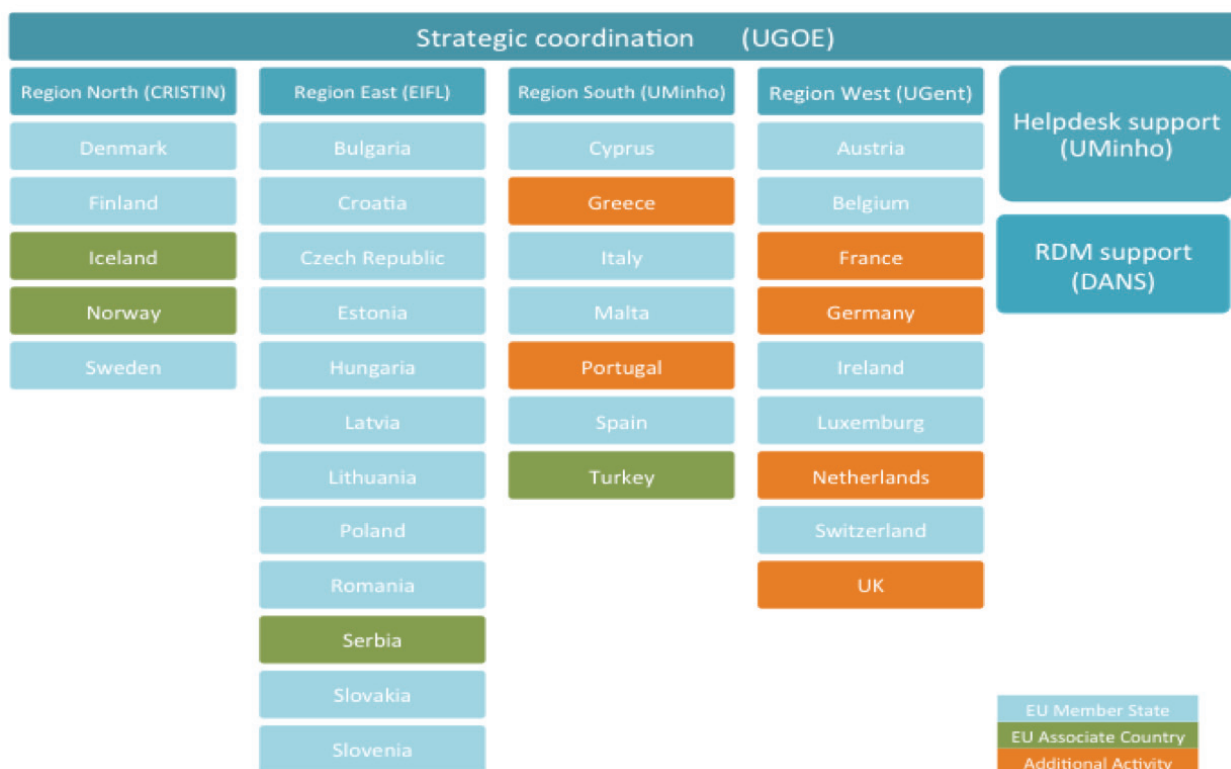 Strategic coordination (UGOE)
Region North (CRISTIN)
Denmark
Finland
Iceland
Norway
Sweden
Region East (EIFL)
Bulgaria
Croatia
Czech Republic
Estonia
Hungaria
Latvia
Lithuania
Poland
Romania
Serbia
Slovakia
Slovenia
Region South (UMinho)
Cyprus
Greece
Italy
Malta
Portugal
Spain
Turkey
Region West (UGent)
Austria
Belgium
France
Germany
Ireland
Luxemburg
Netherlands
Switzerland
UK
Helpdesk support
(UMinho)
RDM support
(DANS)
EU Member State
EU Associate Country
Additional Activity